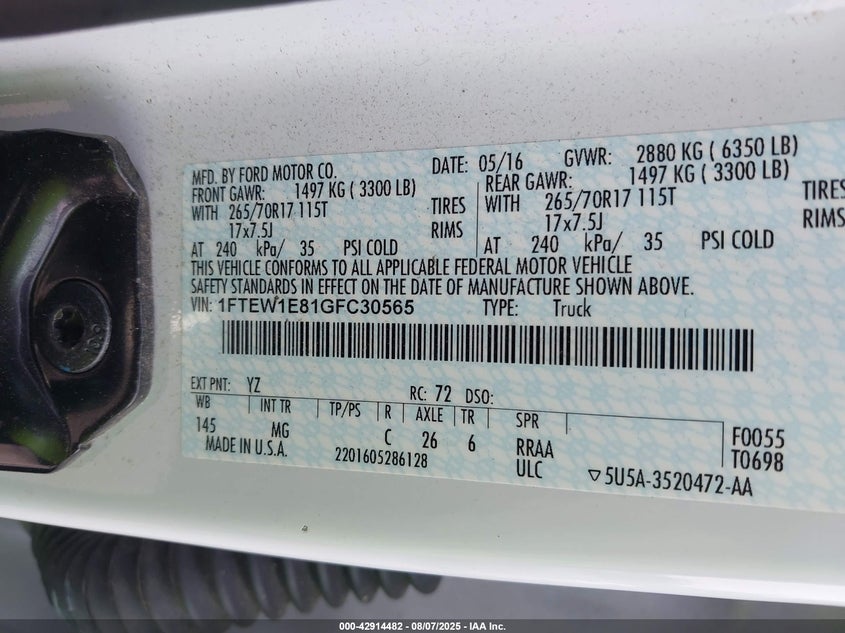 MFD. BY FORD MOTOR CO. DATE: 05/16 GVWR: 2880 KG ( 6350 LB)
FRONT GAWR: 1497 KG ( 3300 LB) REAR GAWR: 1497 KG ( 3300 LB)
WITH 265/70R17 115T TIRES WITH 265/70R17 115T TIRES
17x7.5J RIMS 17x7.5J RIMS
AT 240 kPa/ 35 PSI COLD AT 240 kPa/ 35 PSI COLD
THIS VEHICLE CONFORMS TO ALL APPLICABLE FEDERAL MOTOR VEHICLE
SAFETY STANDARDS IN EFFECT ON THE DATE OF MANUFACTURE SHOWN ABOVE.
VIN: 1FTEW1E81GFC30565 TYPE: Truck
EXT PNT: YZ RC: 72 DSO:
WB INT TR TP/PS R AXLE TR SPR
145 MG C 26 6 RRAA F0055
MADE IN U.S.A. 2201605286128 ULC T0698
5U5A-3520472-AA
000-42914482 - 08/07/2025 - IAA Inc.